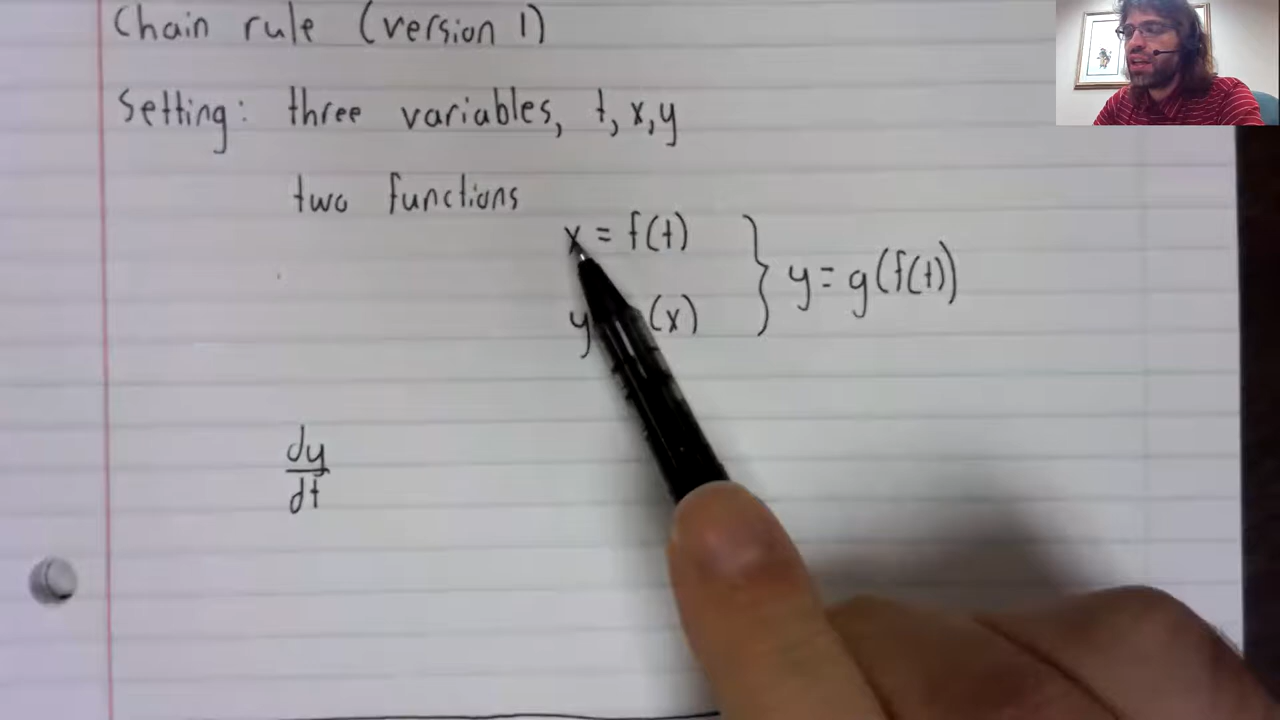 Chain rule (version 1)
Setting: three variables, t, x, y
two functions
x = f(t)
y (x)
} y = g(f(t))
dy
dt